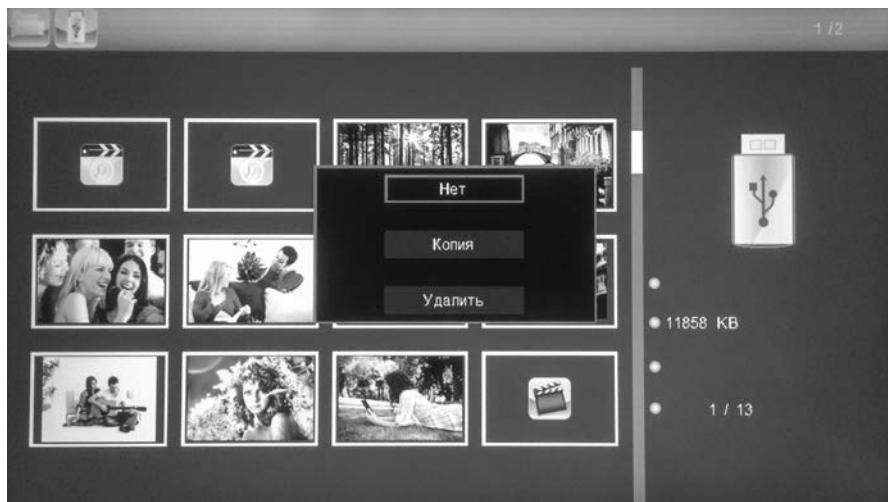 1 /2
Нет
Копия
Удалить
11858 KB
1 / 13